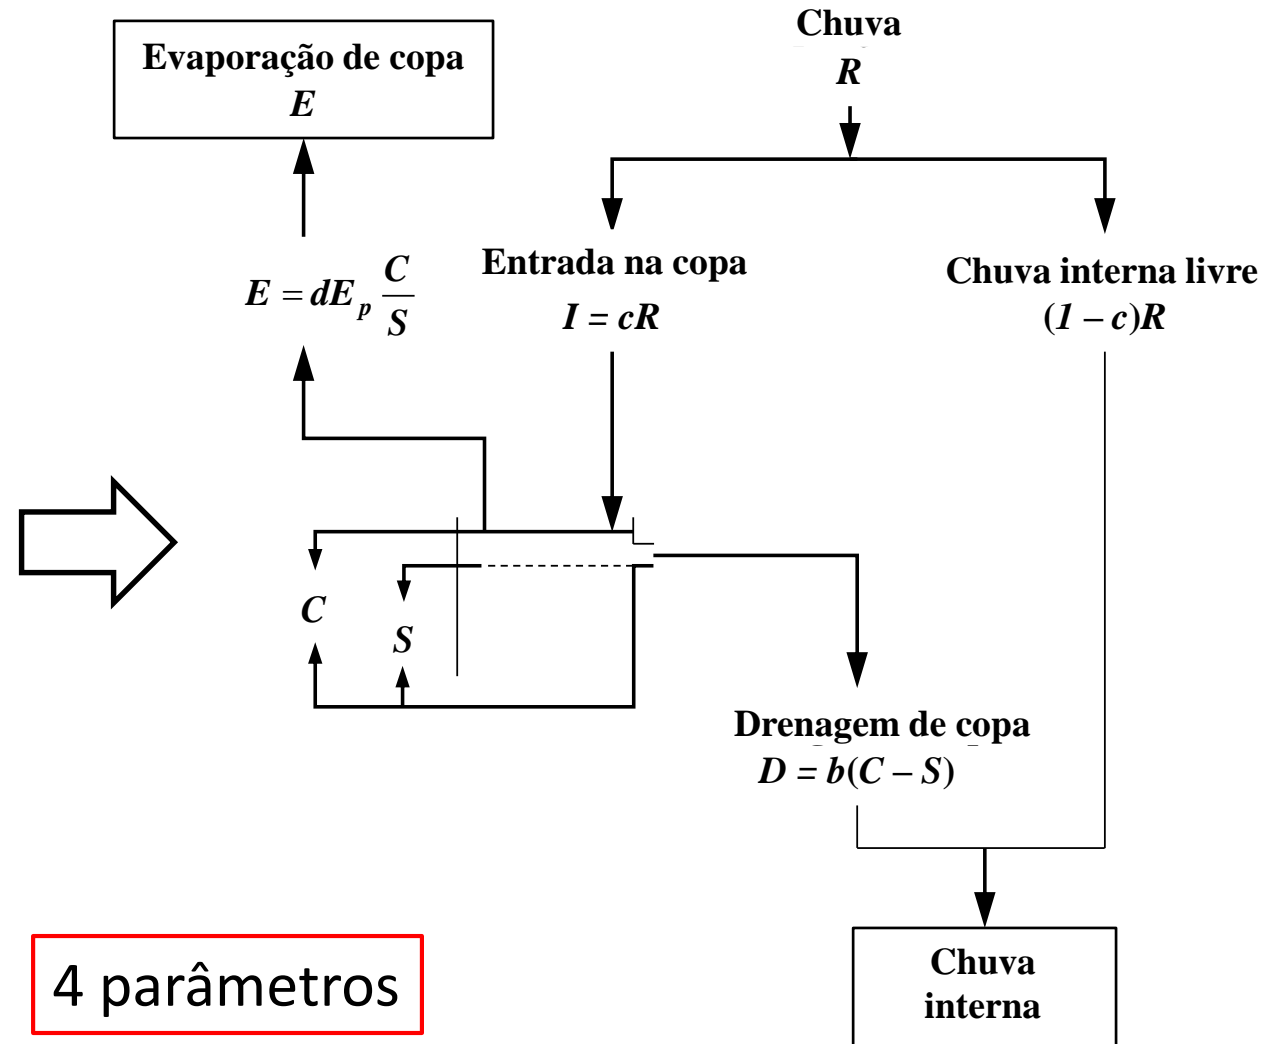 Evaporação de copa
E
Chuva
R
E = dE_p C/S
Entrada na copa
I = cR
Chuva interna livre
(1 – c)R
C
S
Drenagem de copa
D = b(C – S)
Chuva
interna
4 parâmetros